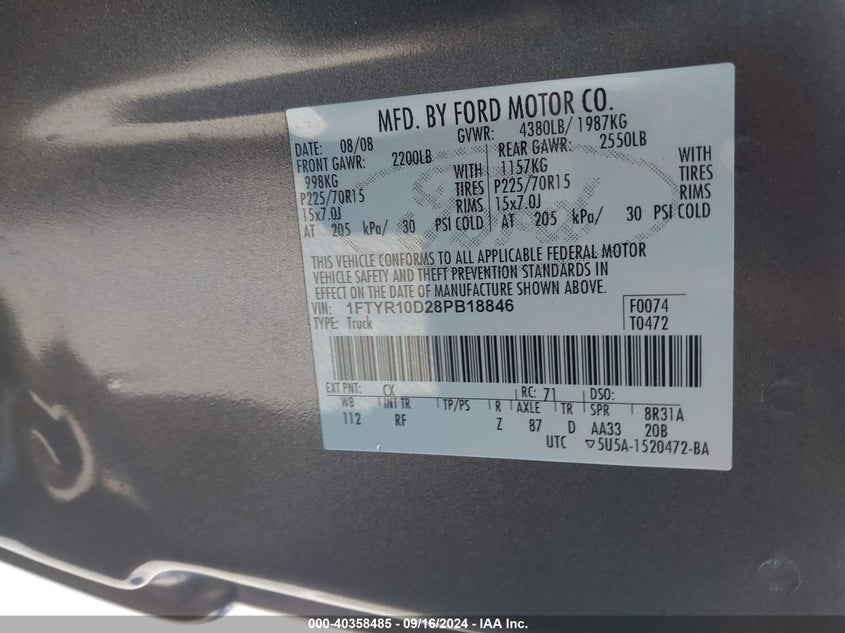 MFD. BY FORD MOTOR CO.
DATE: 08/08 GVWR: 4380LB/ 1987KG
FRONT GAWR: 2200LB REAR GAWR: 2550LB
998KG WITH 1157KG WITH
P225/70R15 TIRES P225/70R15 TIRES
15x7.0J RIMS 15x7.0J RIMS
AT 205 kPa/ 30 PSI COLD AT 205 kPa/ 30 PSI COLD
Ford
THIS VEHICLE CONFORMS TO ALL APPLICABLE FEDERAL MOTOR
VEHICLE SAFETY AND THEFT PREVENTION STANDARDS IN
EFFECT ON THE DATE OF MANUFACTURE SHOWN ABOVE.
VIN: 1FTYR10D28PB18846 F0074
TYPE: Truck T0472
EXT PNT: CX RC: 71 DSO:
WB INT TR TP/PS R AXLE TR SPR 8R31A
112 RF Z 87 D AA33 20B
UTC ▽5U5A-1520472-BA
000-40358485 - 09/16/2024 - IAA Inc.